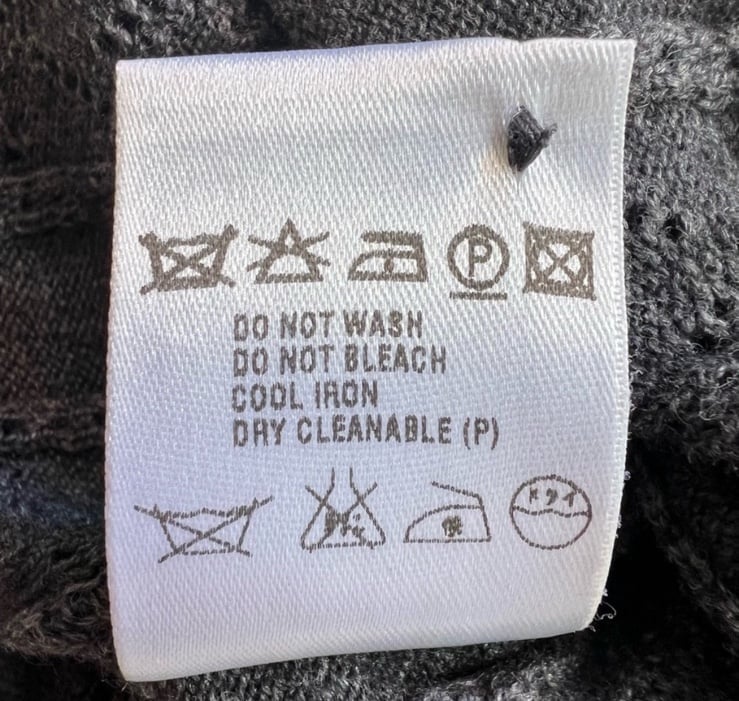 P
DO NOT WASH
DO NOT BLEACH
COOL IRON
DRY CLEANABLE (P)
ドライ